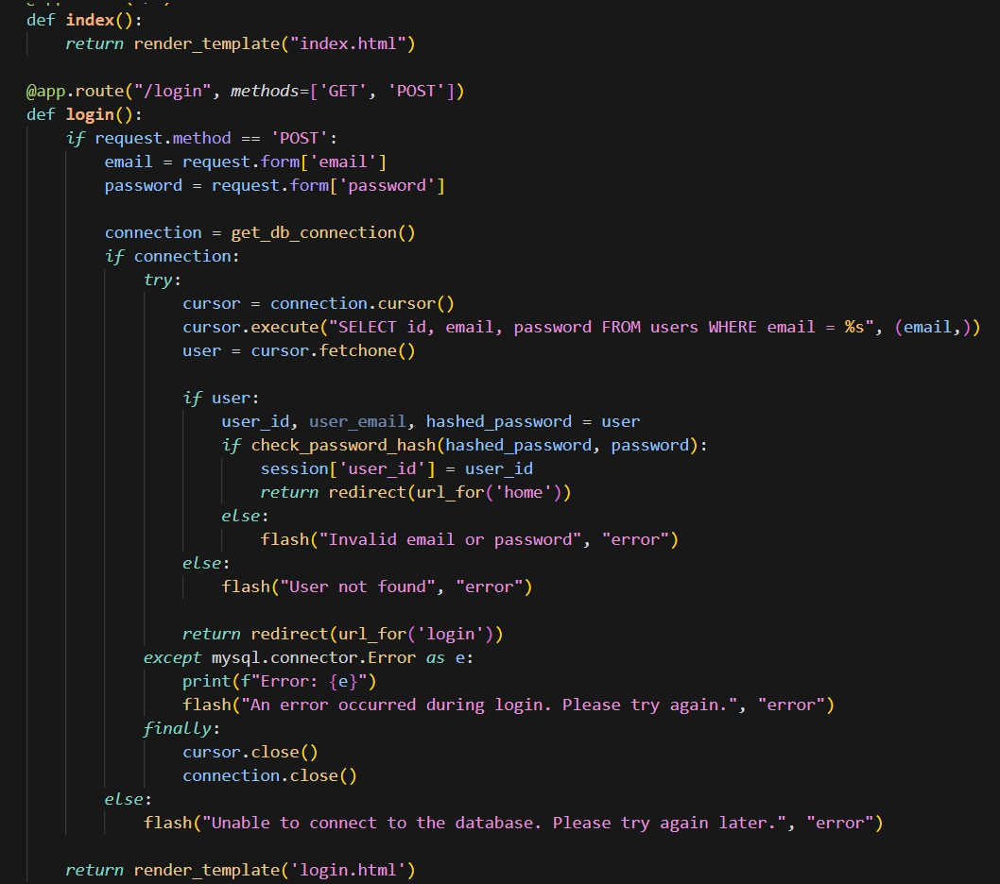 def index():
    return render_template("index.html")

@app.route("/login", methods=['GET', 'POST'])
def login():
    if request.method == 'POST':
        email = request.form['email']
        password = request.form['password']

        connection = get_db_connection()
        if connection:
            try:
                cursor = connection.cursor()
                cursor.execute("SELECT id, email, password FROM users WHERE email = %s", (email,))
                user = cursor.fetchone()

                if user:
                    user_id, user_email, hashed_password = user
                    if check_password_hash(hashed_password, password):
                        session['user_id'] = user_id
                        return redirect(url_for('home'))
                    else:
                        flash("Invalid email or password", "error")
                else:
                    flash("User not found", "error")

                return redirect(url_for('login'))
            except mysql.connector.Error as e:
                print(f"Error: {e}")
                flash("An error occurred during login. Please try again.", "error")
            finally:
                cursor.close()
                connection.close()
        else:
            flash("Unable to connect to the database. Please try again later.", "error")

    return render_template('login.html')